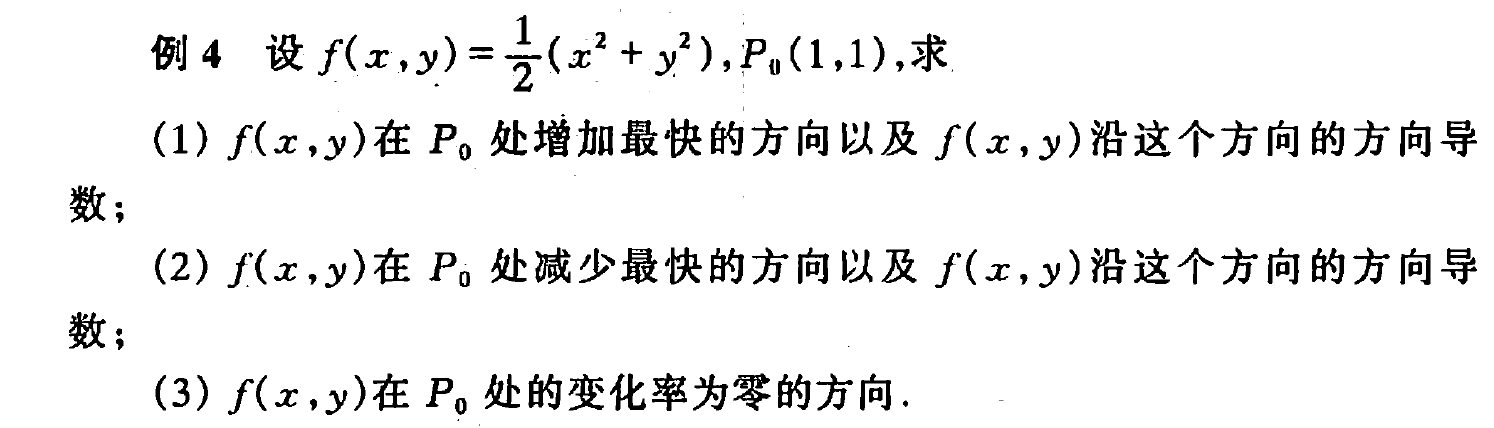 例 4 设 f(x,y)=\frac{1}{2}(x²+y²),P₀(1,1),求
(1) f(x,y)在 P₀ 处增加最快的方向以及 f(x,y)沿这个方向的方向导
数;
(2) f(x,y)在 P₀ 处减少最快的方向以及 f(x,y)沿这个方向的方向导
数;
(3) f(x,y)在 P₀ 处的变化率为零的方向.